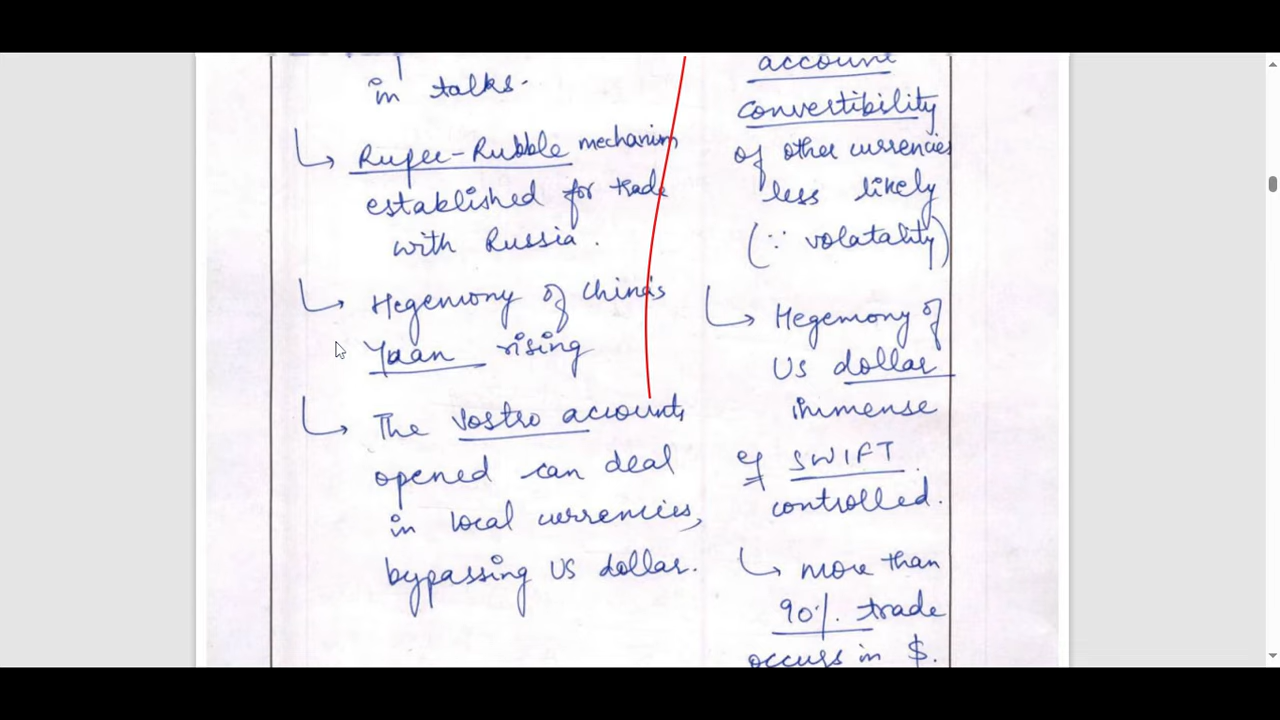 in talks.
Rupee-Rubble mechanism
established for trade
with Russia.
Hegemony of China's
Yuan rising
The Vostro accounts
opened can deal
in local currencies,
bypassing US dollar.
account
convertibility
of other currencies
less likely
(∵ volatality)
Hegemony of
US dollar
immense
eg SWIFT
controlled.
more than
90% trade
occurs in $.